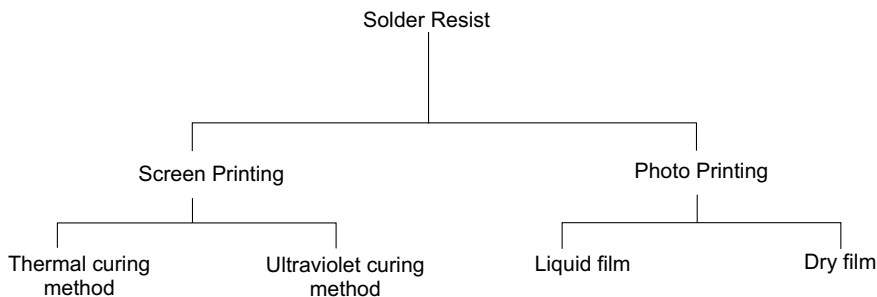 Solder Resist
Screen Printing
Photo Printing
Thermal curing
method
Ultraviolet curing
method
Liquid film
Dry film